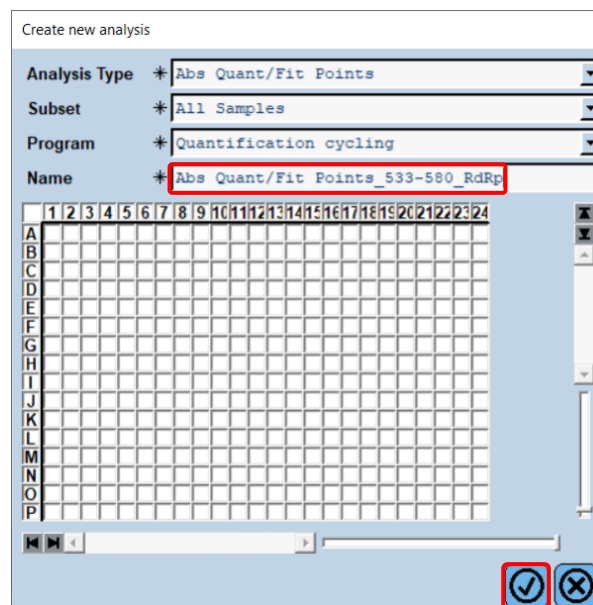 Create new analysis
Analysis Type * Abs Quant/Fit Points
Subset * All Samples
Program * Quantification cycling
Name * Abs Quant/Fit Points_533-580_RdRp
1 2 3 4 5 6 7 8 9 10 11 12 13 14 15 16 17 18 19 20 21 22 23 24
A
B
C
D
E
F
G
H
I
J
K
L
M
N
O
P